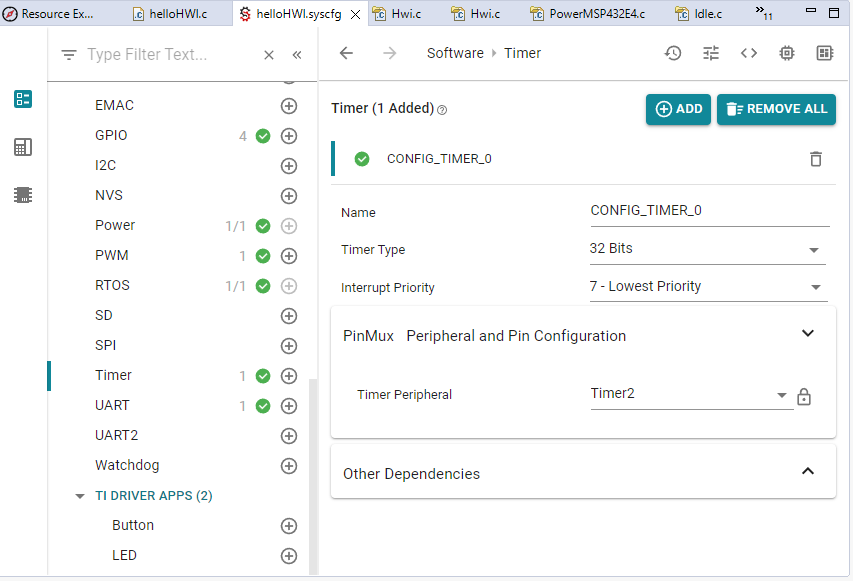 Resource Ex...
helloHWI.c
helloHWI.syscfg
Hwi.c
Hwi.c
PowerMSP432E4.c
Idle.c
» 11
Type Filter Text...
«
Software › Timer
EMAC
GPIO 4
I2C
NVS
Power 1/1
PWM 1
RTOS 1/1
SD
SPI
Timer 1
UART 1
UART2
Watchdog
TI DRIVER APPS (2)
Button
LED
Timer (1 Added)
ADD
REMOVE ALL
CONFIG_TIMER_0
Name CONFIG_TIMER_0
Timer Type 32 Bits
Interrupt Priority 7 - Lowest Priority
PinMux Peripheral and Pin Configuration
Timer Peripheral Timer2
Other Dependencies